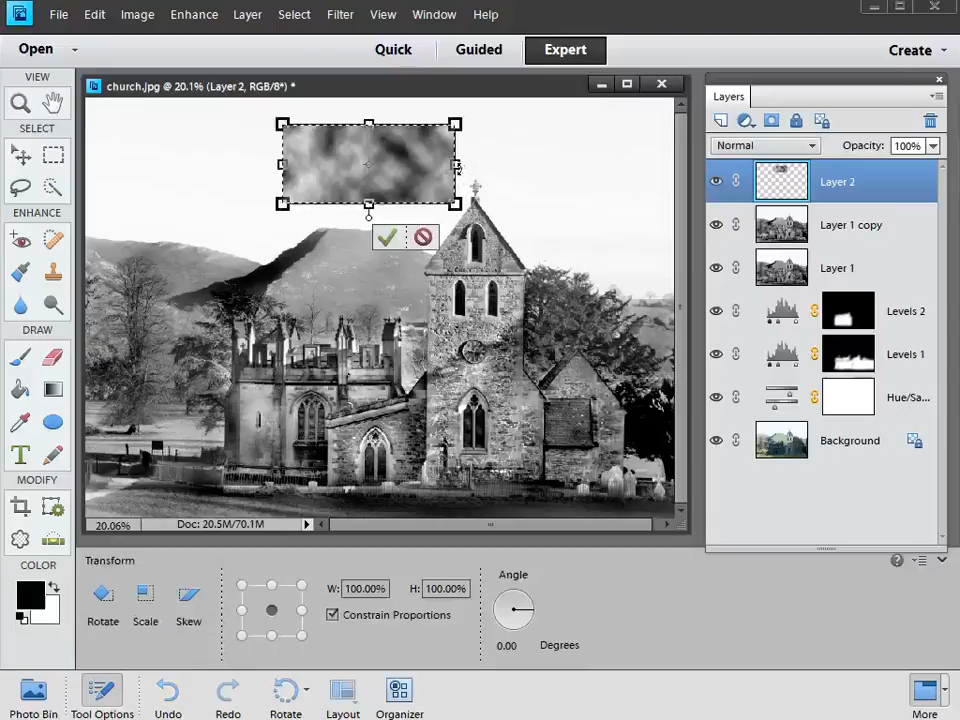 File Edit Image Enhance Layer Select Filter View Window Help
Open Quick Guided Expert Create
VIEW
SELECT
ENHANCE
DRAW
T
MODIFY
COLOR
church.jpg @ 20.1% (Layer 2, RGB/8*) *
20.06% Doc: 20.5M/70.1M
Layers
Normal Opacity: 100%
Layer 2
Layer 1 copy
Layer 1
Levels 2
Levels 1
Hue/Sa...
Background
Transform
Rotate Scale Skew
W: 100.00% H: 100.00%
Constrain Proportions
Angle
0.00 Degrees
Photo Bin Tool Options Undo Redo Rotate Layout Organizer More